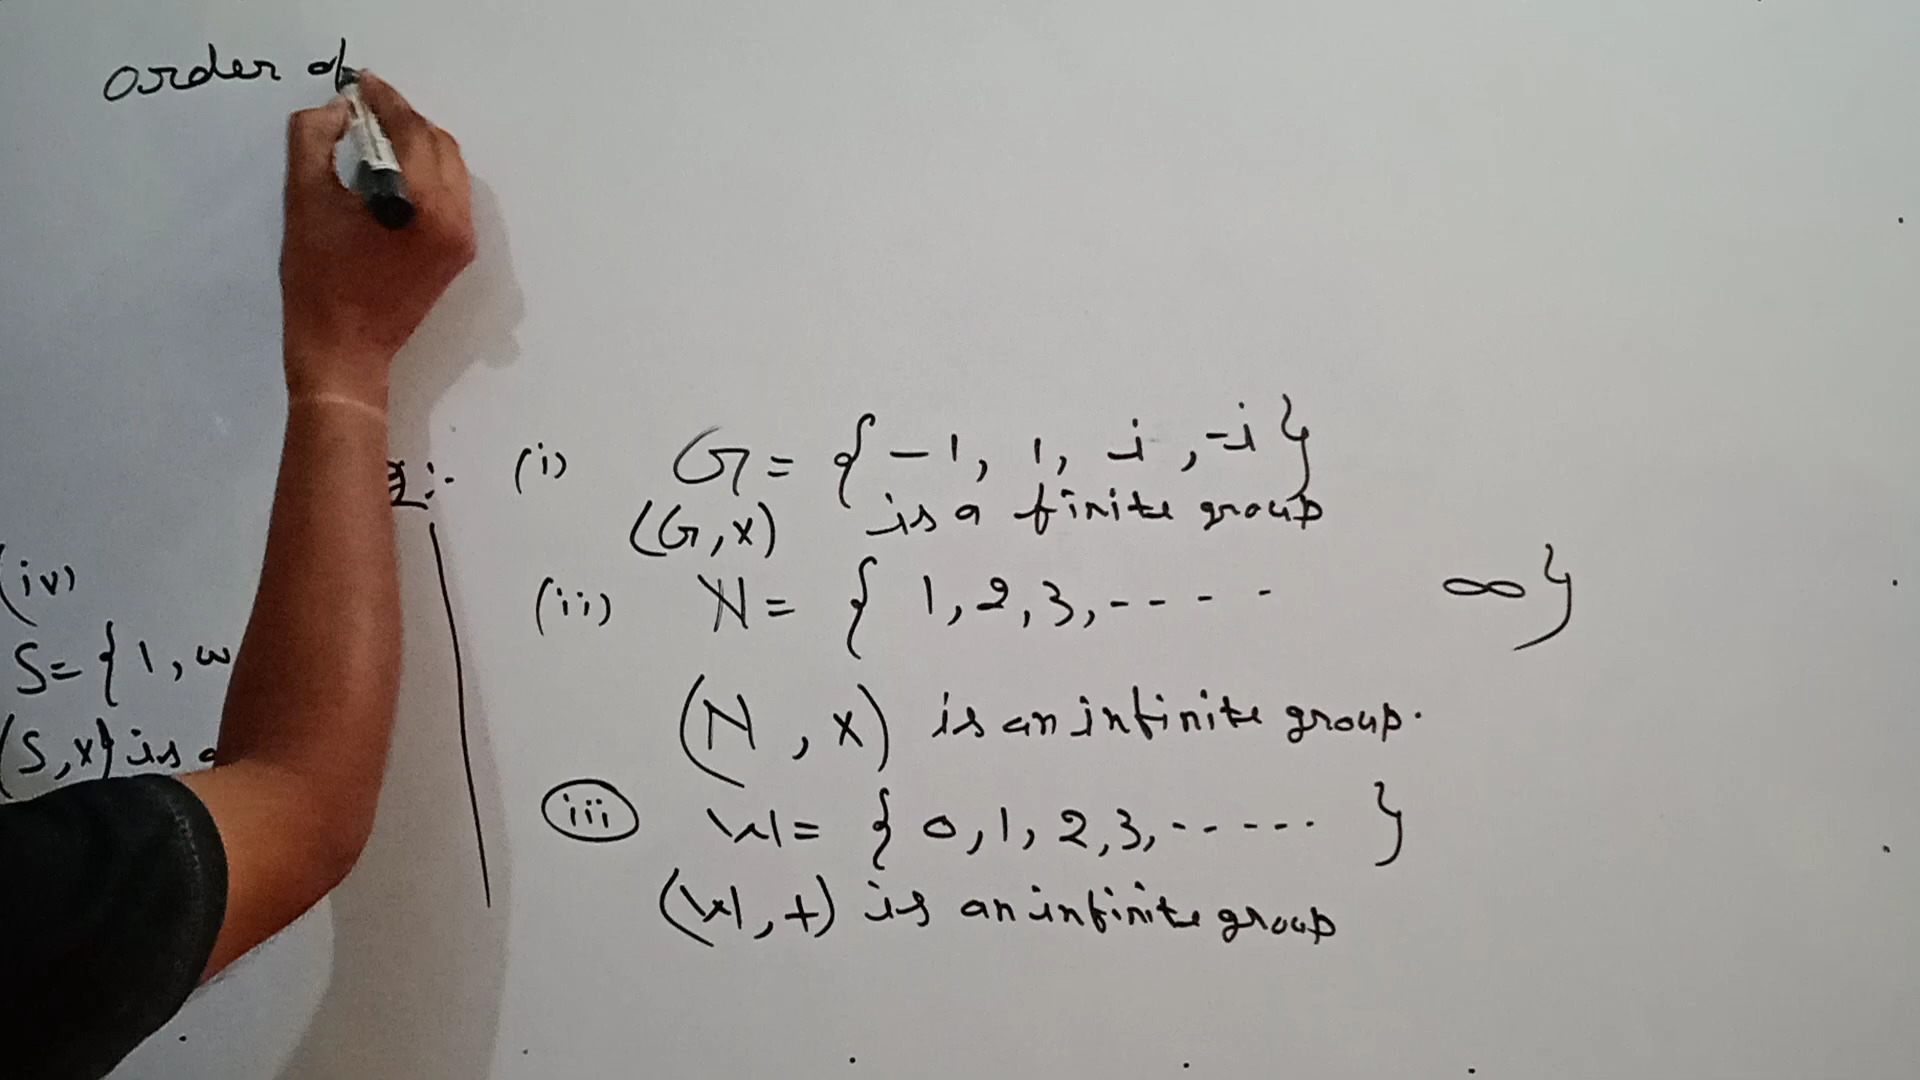 order of
(i) G = {-1, 1, i, -i}
(G, x) is a finite group
(ii) N = { 1, 2, 3, - - - - ∞}
(N, x) is an infinite group.
(iii) W = { 0, 1, 2, 3, - - - - - }
(W, +) is an infinite group
(iv)
S = { 1, w
(S, x) is a